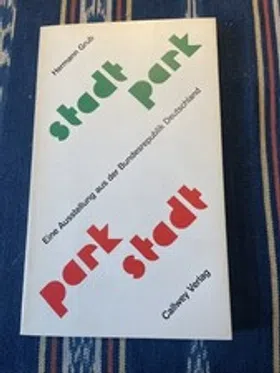 Hermann Grub
stadt
park
Eine Ausstellung aus der Bundesrepublik Deutschland
park
stadt
Callwey Verlag